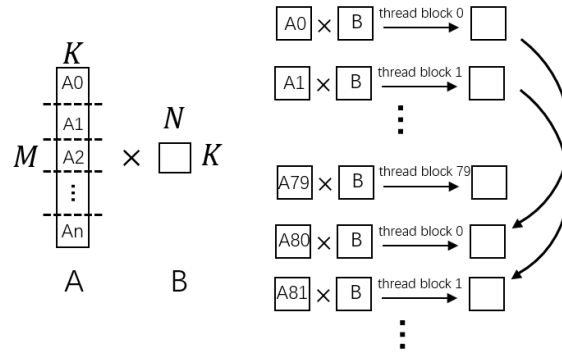 K
A0
A1
M
A2
⋮
An
A
×
N
K
B
A0 × B thread block 0
A1 × B thread block 1
⋮
A79 × B thread block 79
A80 × B thread block 0
A81 × B thread block 1
⋮